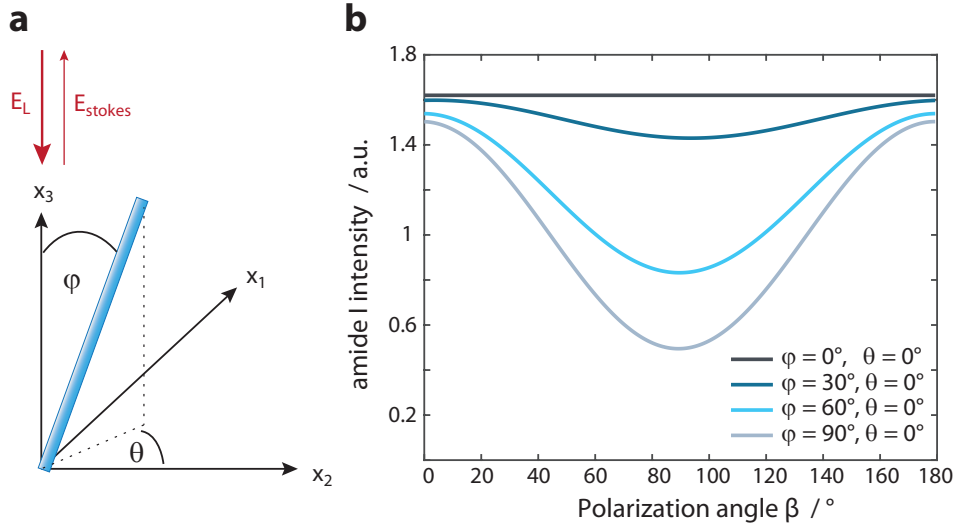 a
E_L
E_stokes
x_3
φ
x_1
θ
x_2
b
1.8
1.4
1
0.6
0.2
amide I intensity / a.u.
φ = 0°, θ = 0°
φ = 30°, θ = 0°
φ = 60°, θ = 0°
φ = 90°, θ = 0°
0 20 40 60 80 100 120 140 160 180
Polarization angle β / °